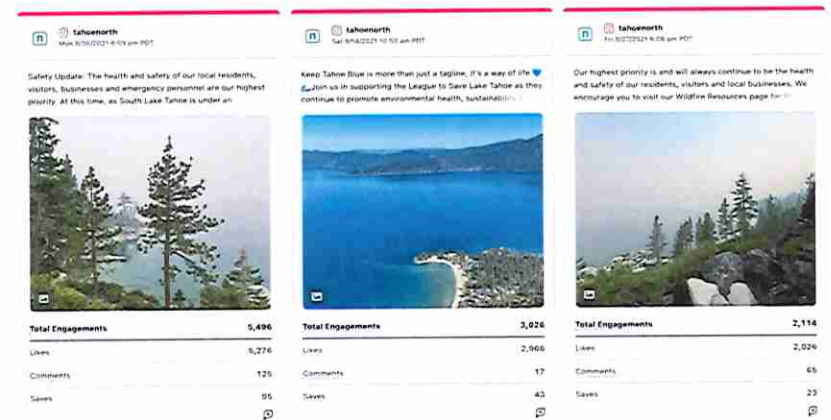 tahoenorth
Mon 8/30/2021 6:59 pm PDT
Safety Update: The health and safety of our local residents,
visitors, businesses and emergency personnel are our highest
priority. At this time, as South Lake Tahoe is under an
Total Engagements 5,496
Likes 5,276
Comments 125
Saves 95
tahoenorth
Sat 8/14/2021 10:50 am PDT
Keep Tahoe Blue is more than just a tagline, it's a way of life 💙
🌊Join us in supporting the League to Save Lake Tahoe as they
continue to promote environmental health, sustainability
Total Engagements 3,026
Likes 2,966
Comments 17
Saves 43
tahoenorth
Fri 8/27/2021 6:06 pm PDT
Our highest priority is and will always continue to be the health
and safety of our residents, visitors and local businesses. We
encourage you to visit our Wildfire Resources page for
Total Engagements 2,114
Likes 2,026
Comments 65
Saves 23